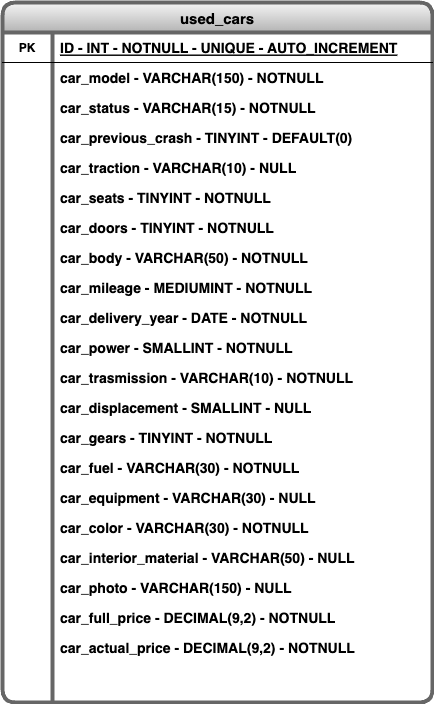 used_cars
PK ID - INT - NOTNULL - UNIQUE - AUTO_INCREMENT
car_model - VARCHAR(150) - NOTNULL
car_status - VARCHAR(15) - NOTNULL
car_previous_crash - TINYINT - DEFAULT(0)
car_traction - VARCHAR(10) - NULL
car_seats - TINYINT - NOTNULL
car_doors - TINYINT - NOTNULL
car_body - VARCHAR(50) - NOTNULL
car_mileage - MEDIUMINT - NOTNULL
car_delivery_year - DATE - NOTNULL
car_power - SMALLINT - NOTNULL
car_trasmission - VARCHAR(10) - NOTNULL
car_displacement - SMALLINT - NULL
car_gears - TINYINT - NOTNULL
car_fuel - VARCHAR(30) - NOTNULL
car_equipment - VARCHAR(30) - NULL
car_color - VARCHAR(30) - NOTNULL
car_interior_material - VARCHAR(50) - NULL
car_photo - VARCHAR(150) - NULL
car_full_price - DECIMAL(9,2) - NOTNULL
car_actual_price - DECIMAL(9,2) - NOTNULL